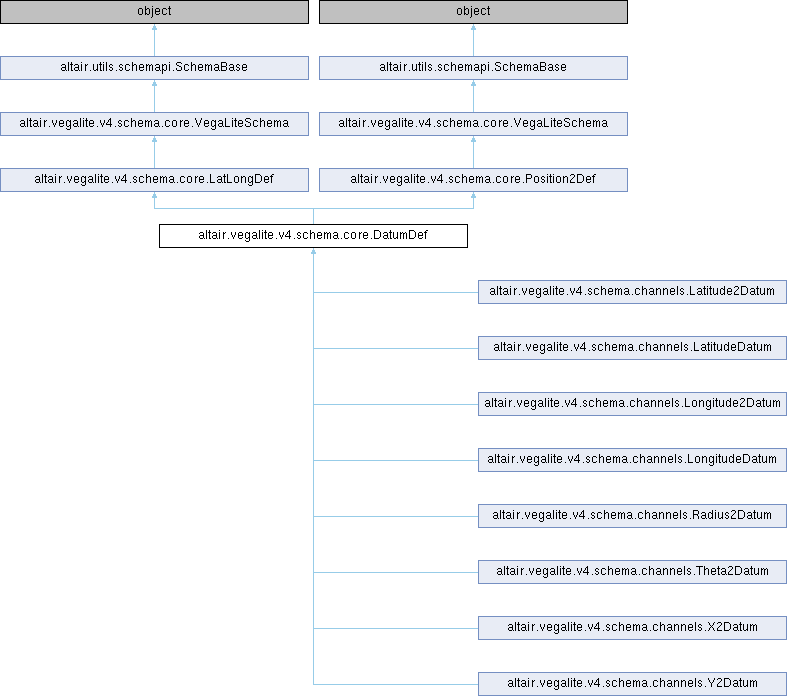 object
object
altair.utils.schemapi.SchemaBase
altair.utils.schemapi.SchemaBase
altair.vegalite.v4.schema.core.VegaLiteSchema
altair.vegalite.v4.schema.core.VegaLiteSchema
altair.vegalite.v4.schema.core.LatLongDef
altair.vegalite.v4.schema.core.Position2Def
altair.vegalite.v4.schema.core.DatumDef
altair.vegalite.v4.schema.channels.Latitude2Datum
altair.vegalite.v4.schema.channels.LatitudeDatum
altair.vegalite.v4.schema.channels.Longitude2Datum
altair.vegalite.v4.schema.channels.LongitudeDatum
altair.vegalite.v4.schema.channels.Radius2Datum
altair.vegalite.v4.schema.channels.Theta2Datum
altair.vegalite.v4.schema.channels.X2Datum
altair.vegalite.v4.schema.channels.Y2Datum